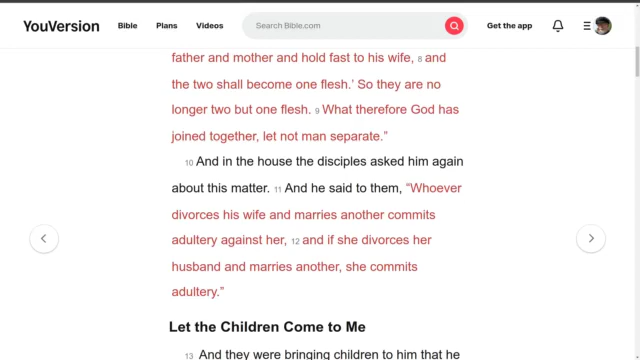 YouVersion Bible Plans Videos Search Bible.com Get the app
father and mother and hold fast to his wife, 8 and
the two shall become one flesh.’ So they are no
longer two but one flesh. 9 What therefore God has
joined together, let not man separate.”
10 And in the house the disciples asked him again
about this matter. 11 And he said to them, “Whoever
divorces his wife and marries another commits
adultery against her, 12 and if she divorces her
husband and marries another, she commits
adultery.”
Let the Children Come to Me
13 And they were bringing children to him that he